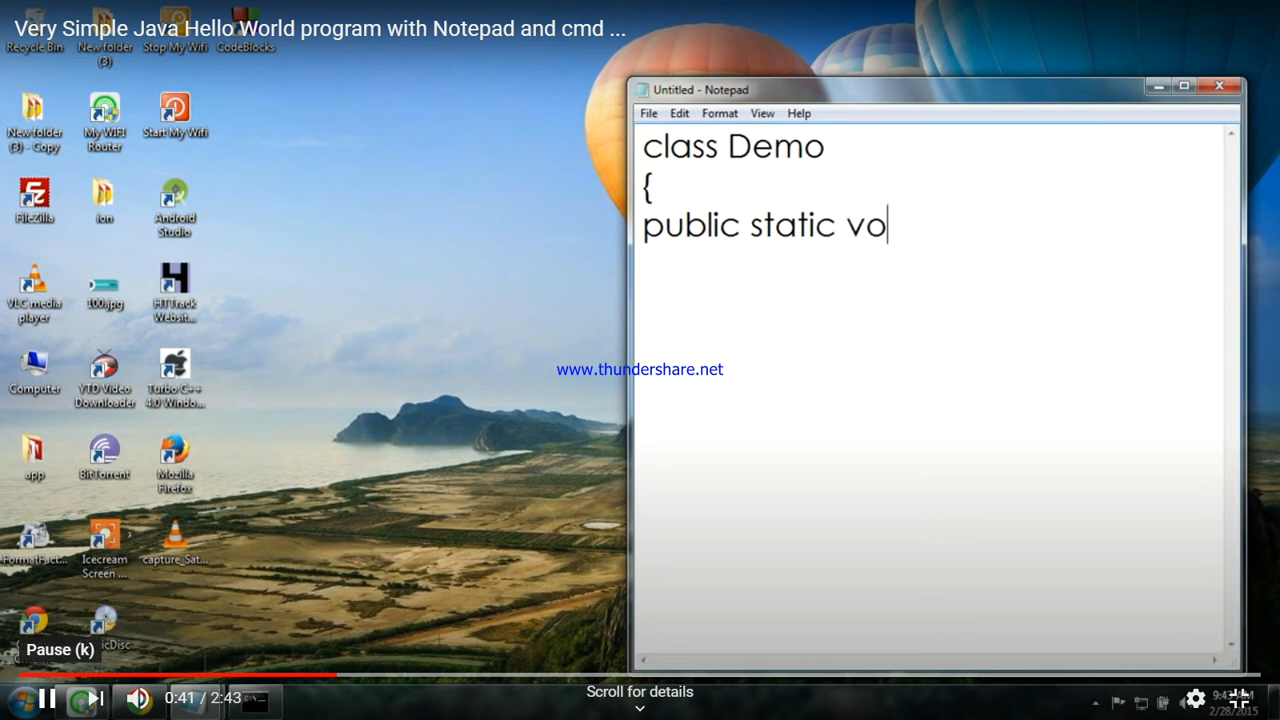 Very Simple Java Hello World program with Notepad and cmd ...
Recycle Bin
New folder
(3)
Stop My Wifi
CodeBlocks
New folder
(3) - Copy
My WIFI
Router
Start My Wifi
FileZilla
ion
Android
Studio
VLC media
player
100.jpg
HTTrack
Websit...
Computer
YTD Video
Downloader
Turbo C++
4.0 Windo...
app
BitTorrent
Mozilla
Firefox
FormatFact...
Icecream
Screen ...
capture_Sat...
Untitled - Notepad
File Edit Format View Help
class Demo
{
public static vo
www.thundershare.net
Pause (k)
0:41 / 2:43
Scroll for details
2/28/2015